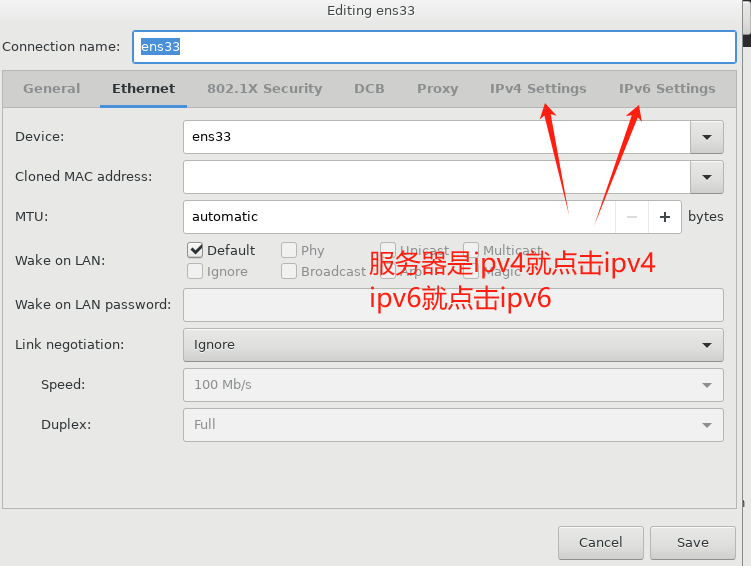 Editing ens33
Connection name: ens33
General Ethernet 802.1X Security DCB Proxy IPv4 Settings IPv6 Settings
Device: ens33
Cloned MAC address:
MTU: automatic bytes
Wake on LAN:
Default Phy Unicast Multicast
Ignore Broadcast Arp Magic
服务器是ipv4就点击ipv4
ipv6就点击ipv6
Wake on LAN password:
Link negotiation: Ignore
Speed: 100 Mb/s
Duplex: Full
Cancel Save